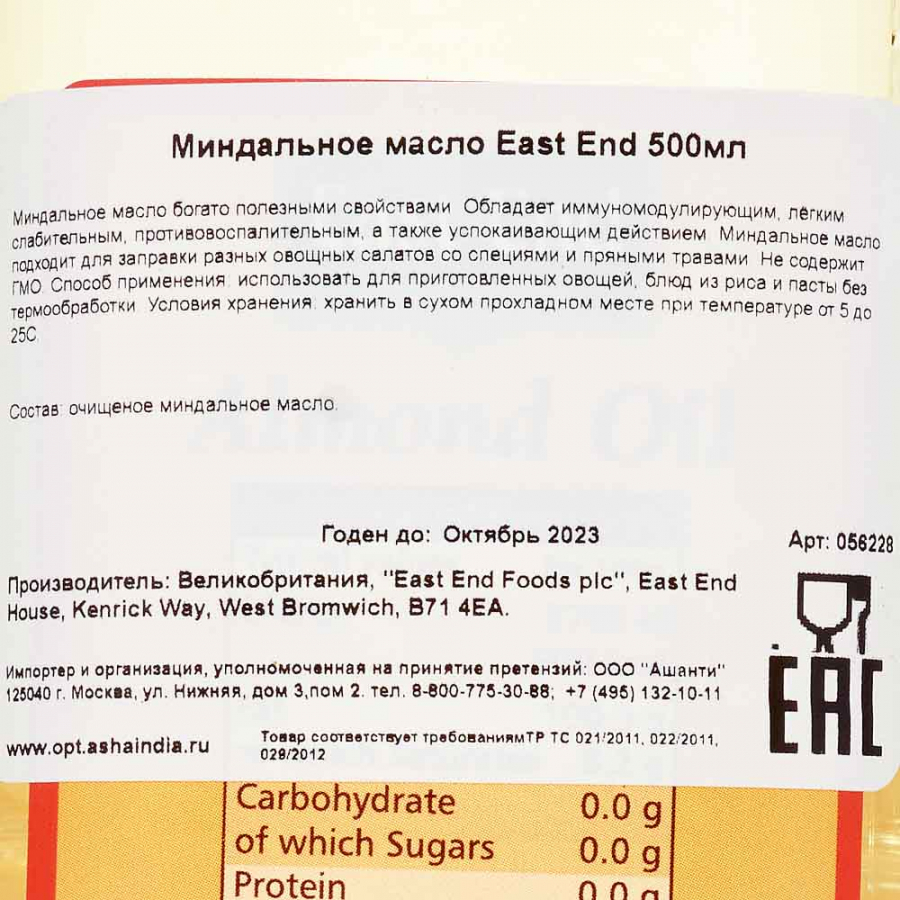 Миндальное масло East End 500мл
Миндальное масло богато полезными свойствами Обладает иммуномодулирующим, лёгким
слабительным, противовоспалительным, а также успокаивающим действием Миндальное масло
подходит для заправки разных овощных салатов со специями и пряными травами Не содержит
ГМО Способ применения: использовать для приготовленных овощей, блюд из риса и пасты без
термообработки Условия хранения: хранить в сухом прохладном месте при температуре от 5 до
25С.
Состав: очищеное миндальное масло.
Годен до: Октябрь 2023
Арт: 056228
Производитель: Великобритания, "East End Foods plc", East End
House, Kenrick Way, West Bromwich, B71 4EA.
Импортер и организация, уполномоченная на принятие претензий: ООО "Ашанти"
125040 г. Москва, ул. Нижняя, дом 3,пом 2. тел. 8-800-775-30-88; +7 (495) 132-10-11
EAC
www.opt.ashaindia.ru
Товар соответствует требованиямТР ТС 021/2011, 022/2011,
029/2012
Almond Oil
Carbohydrate 0.0 g
of which Sugars 0.0 g
Protein 0.0 g